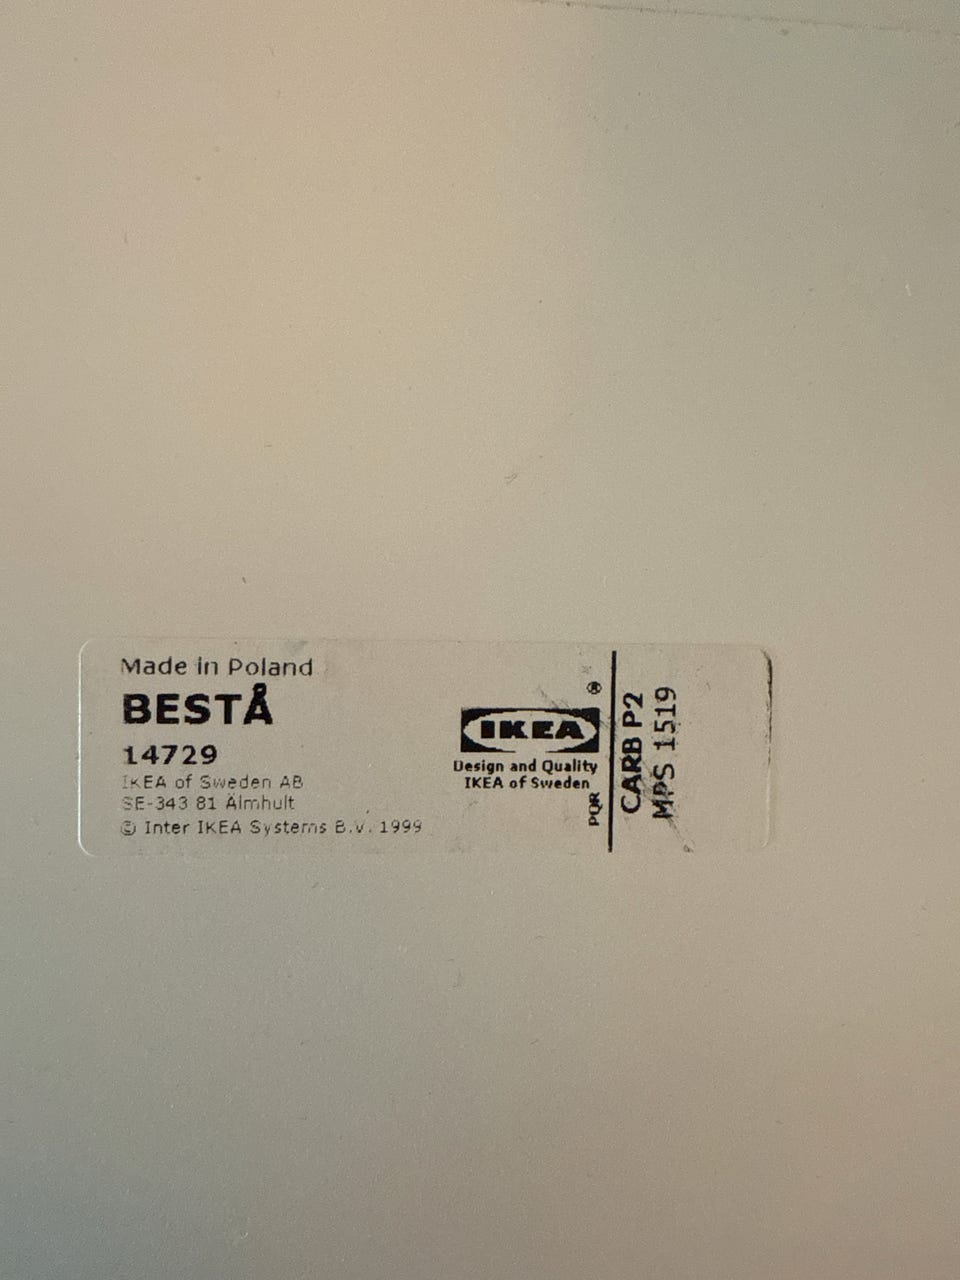 Made in Poland
BESTÅ
14729
IKEA of Sweden AB
SE-343 81 Älmhult
© Inter IKEA Systems B.V. 1999
IKEA®
Design and Quality
IKEA of Sweden
PQR
CARB P2
MPS 1519